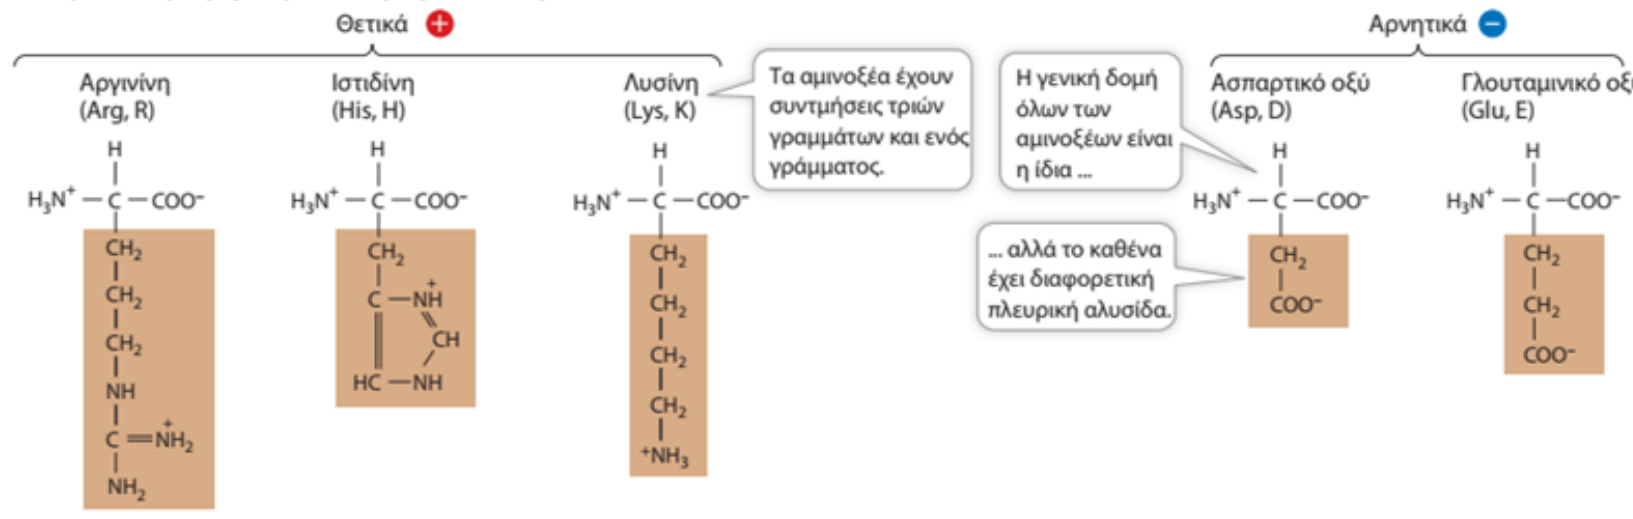 Θετικά +
Αργινίνη
(Arg, R)
Ιστιδίνη
(His, H)
Λυσίνη
(Lys, K)
Τα αμινοξέα έχουν
συντμήσεις τριών
γραμμάτων και ενός
γράμματος.
Η γενική δομή
όλων των
αμινοξέων είναι
η ίδια ...
... αλλά το καθένα
έχει διαφορετική
πλευρική αλυσίδα.
Αρνητικά −
Ασπαρτικό οξύ
(Asp, D)
Γλουταμινικό οξύ
(Glu, E)
H
H₃N⁺ — C — COO⁻
CH₂
CH₂
CH₂
NH
C = NH₂⁺
NH₂
H
H₃N⁺ — C — COO⁻
CH₂
C — NH⁺
CH
HC — NH
H
H₃N⁺ — C — COO⁻
CH₂
CH₂
CH₂
CH₂
⁺NH₃
H
H₃N⁺ — C — COO⁻
CH₂
COO⁻
H
H₃N⁺ — C — COO⁻
CH₂
CH₂
COO⁻